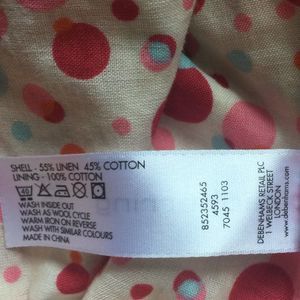 SHELL - 55% LINEN 45% COTTON
LINING - 100% COTTON
40
WASH INSIDE OUT
WASH AS WOOL CYCLE
WARM IRON ON REVERSE
WASH WITH SIMILAR COLOURS
MADE IN CHINA
852352465
4593
7045 1103
DEBENHAMS RETAIL PLC
1 WELBECK STREET
LONDON
www.debenhams.com